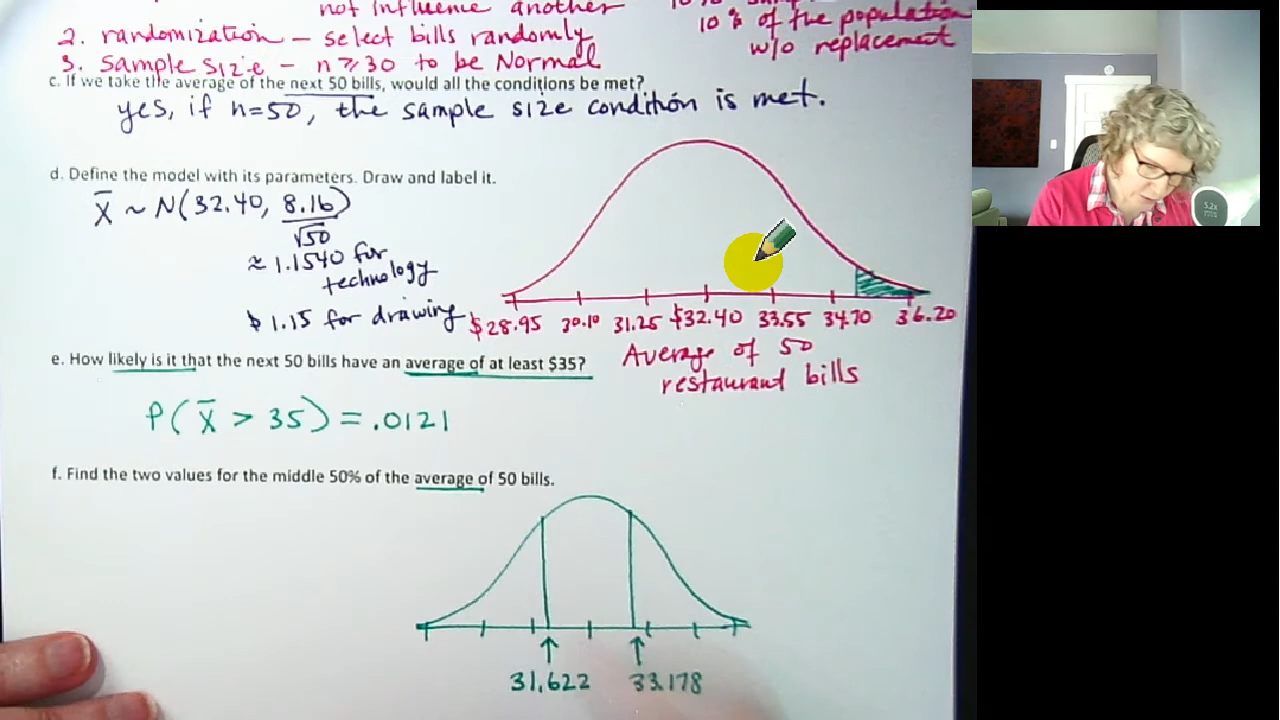 not influence another
10% of the population
w/o replacement
2. randomization – select bills randomly
3. sample size – n ≥ 30 to be Normal
c. If we take the average of the next 50 bills, would all the conditions be met?
yes, if n=50, the sample size condition is met.
d. Define the model with its parameters. Draw and label it.
X̄ ~ N(32.40, 8.16/√50)
≈ 1.1540 for
technology
$1.15 for drawing
$28.95 30.10 31.25 $32.40 33.55 34.70 36.20
Average of 50
restaurant bills
e. How likely is it that the next 50 bills have an average of at least $35?
P(X̄ > 35) = .0121
f. Find the two values for the middle 50% of the average of 50 bills.
31.622 33.178